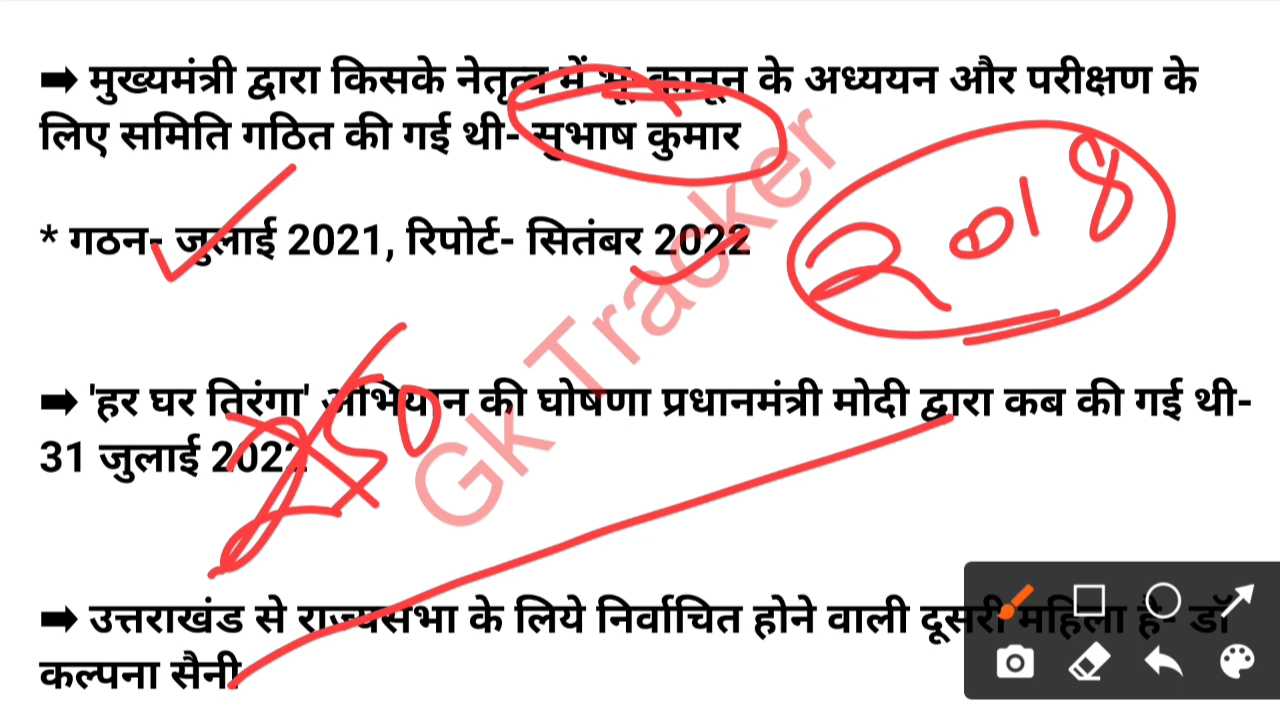 ➡ मुख्यमंत्री द्वारा किसके नेतृत्व में भू कानून के अध्ययन और परीक्षण के
लिए समिति गठित की गई थी- सुभाष कुमार
* गठन- जुलाई 2021, रिपोर्ट- सितंबर 2022
2018
➡ 'हर घर तिरंगा' अभियान की घोषणा प्रधानमंत्री मोदी द्वारा कब की गई थी-
31 जुलाई 2022
250
➡ उत्तराखंड से राज्यसभा के लिये निर्वाचित होने वाली दूसरी महिला है- डॉ
कल्पना सैनी
Gk Tracker